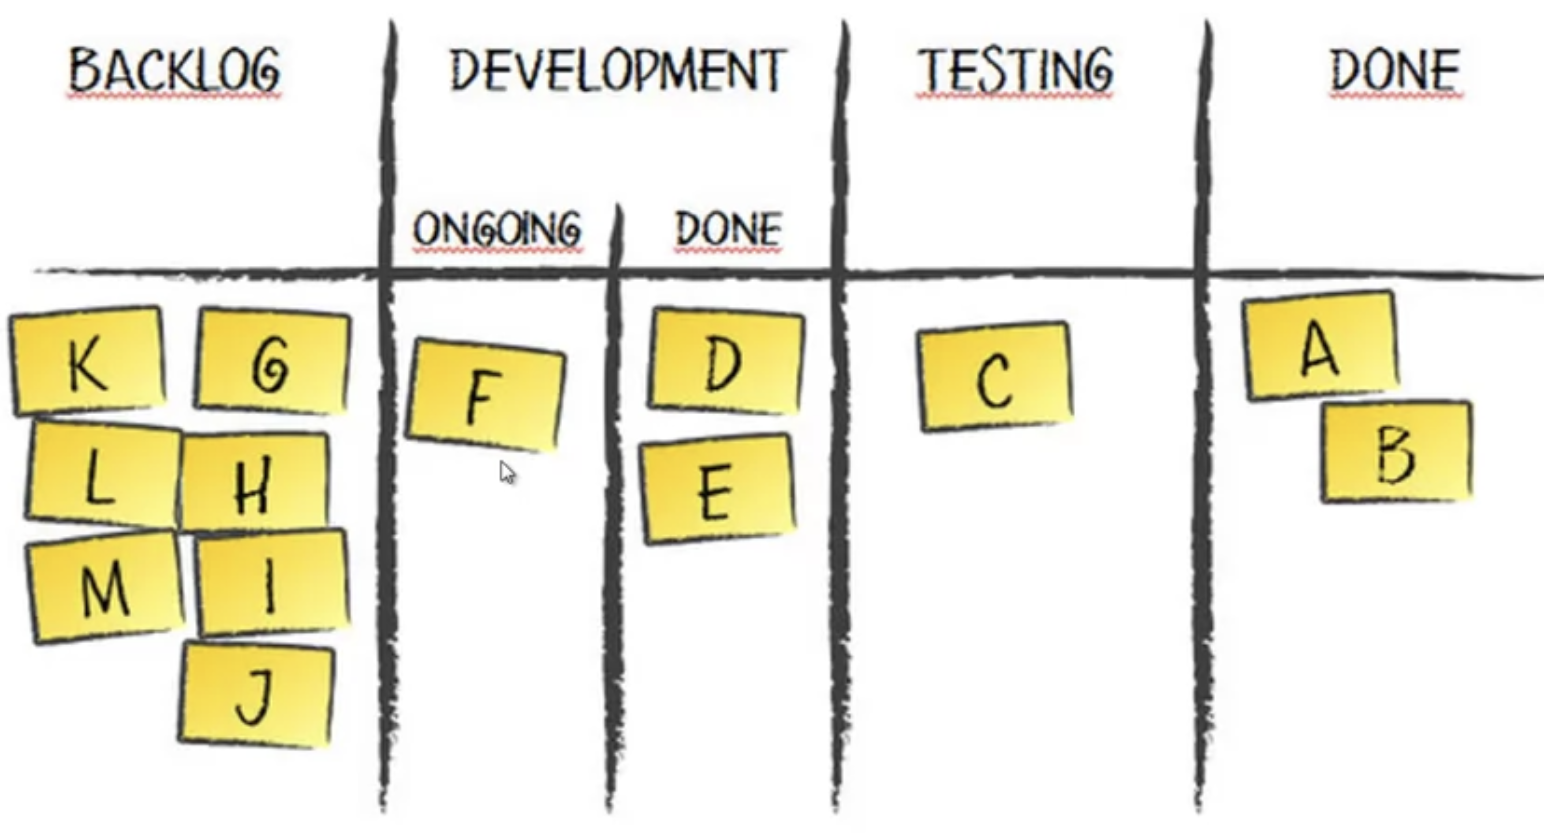 BACKLOG
DEVELOPMENT
TESTING
DONE
ONGOING
DONE
K
G
F
D
C
A
L
H
E
B
M
I
J